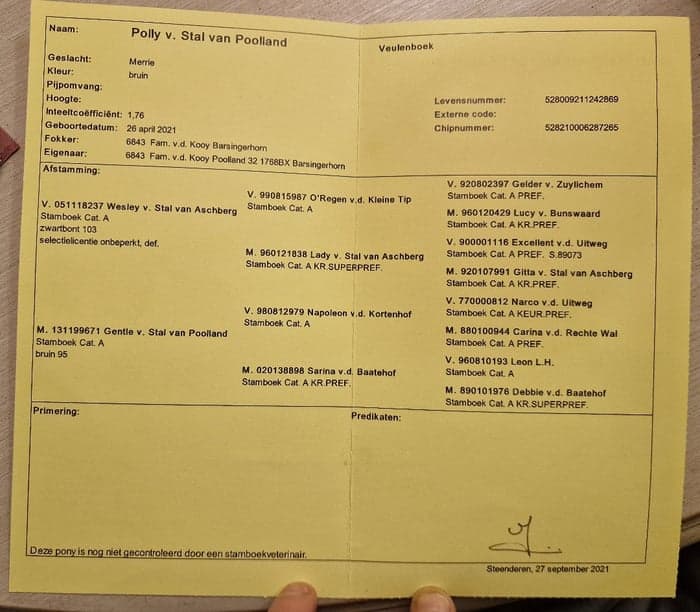 Naam: Polly v. Stal van Poolland
Veulenboek
Geslacht: Merrie
Kleur: bruin
Pijpomvang:
Hoogte:
Inteeltcoëfficiënt: 1,76
Geboortedatum: 26 april 2021
Fokker: 6843 Fam. v.d. Kooy Barsingerhorn
Eigenaar: 6843 Fam. v.d. Kooy Poolland 32 1768BX Barsingerhorn
Levensnummer: 528009211242869
Externe code:
Chipnummer: 528210006287265
Afstamming:
V. 051118237 Wesley v. Stal van Aschberg
Stamboek Cat. A
zwartbont 103
selectielicentie onbeperkt, def.
M. 131199671 Gentle v. Stal van Poolland
Stamboek Cat. A
bruin 95
V. 990815987 O'Regen v.d. Kleine Tip
Stamboek Cat. A
M. 960121838 Lady v. Stal van Aschberg
Stamboek Cat. A KR.SUPERPREF.
V. 980812979 Napoleon v.d. Kortenhof
Stamboek Cat. A
M. 020138898 Sarina v.d. Baatehof
Stamboek Cat. A KR.PREF.
V. 920802397 Gelder v. Zuylichem
Stamboek Cat. A PREF.
M. 960120429 Lucy v. Bunswaard
Stamboek Cat. A KR.PREF.
V. 900001116 Excellent v.d. Uitweg
Stamboek Cat. A PREF. S.89073
M. 920107991 Gitta v. Stal van Aschberg
Stamboek Cat. A KR.PREF.
V. 770000812 Narco v.d. Uitweg
Stamboek Cat. A KEUR.PREF.
M. 880100944 Carina v.d. Rechte Wal
Stamboek Cat. A PREF.
V. 960810193 Leon L.H.
Stamboek Cat. A
M. 890101976 Debbie v.d. Baatehof
Stamboek Cat. A KR.SUPERPREF.
Primering:
Predikaten:
Deze pony is nog niet gecontroleerd door een stamboekveterinair.
Steenderen, 27 september 2021